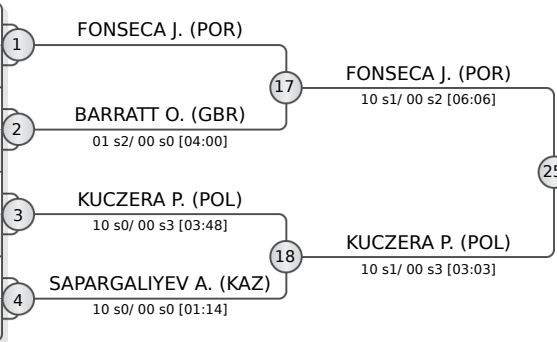 FONSECA J. (POR)
1
17
FONSECA J. (POR)
10 s1/ 00 s2 [06:06]
BARRATT O. (GBR)
2
01 s2/ 00 s0 [04:00]
25
KUCZERA P. (POL)
3
10 s0/ 00 s3 [03:48]
18
KUCZERA P. (POL)
10 s1/ 00 s3 [03:03]
SAPARGALIYEV A. (KAZ)
4
10 s0/ 00 s0 [01:14]